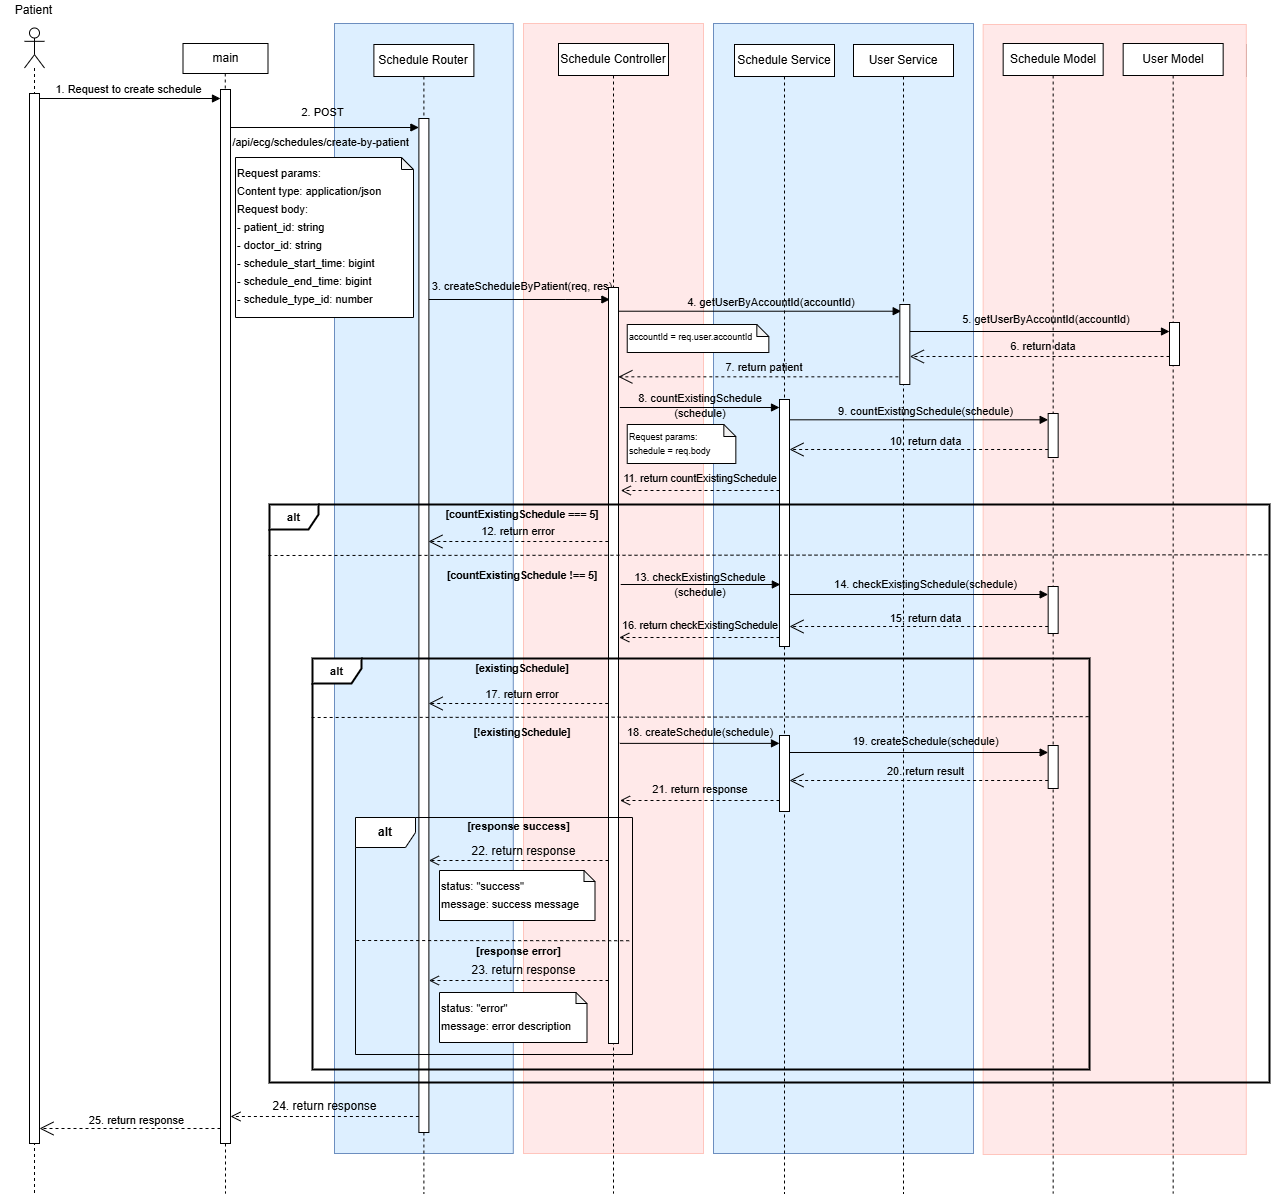 Patient
main
Schedule Router
Schedule Controller
Schedule Service
User Service
Schedule Model
User Model
1. Request to create schedule
2. POST
/api/ecg/schedules/create-by-patient
Request params:
Content type: application/json
Request body:
- patient_id: string
- doctor_id: string
- schedule_start_time: bigint
- schedule_end_time: bigint
- schedule_type_id: number
3. createScheduleByPatient(req, res)
4. getUserByAccountId(accountId)
accountId = req.user.accountId
5. getUserByAccountId(accountId)
6. return data
7. return patient
8. countExistingSchedule
(schedule)
9. countExistingSchedule(schedule)
Request params:
schedule = req.body
10. return data
11. return countExistingSchedule
alt
[countExistingSchedule === 5]
12. return error
[countExistingSchedule !== 5]
13. checkExistingSchedule
(schedule)
14. checkExistingSchedule(schedule)
15. return data
16. return checkExistingSchedule
alt
[existingSchedule]
17. return error
[!existingSchedule]
18. createSchedule(schedule)
19. createSchedule(schedule)
20. return result
21. return response
alt
[response success]
22. return response
status: "success"
message: success message
[response error]
23. return response
status: "error"
message: error description
24. return response
25. return response